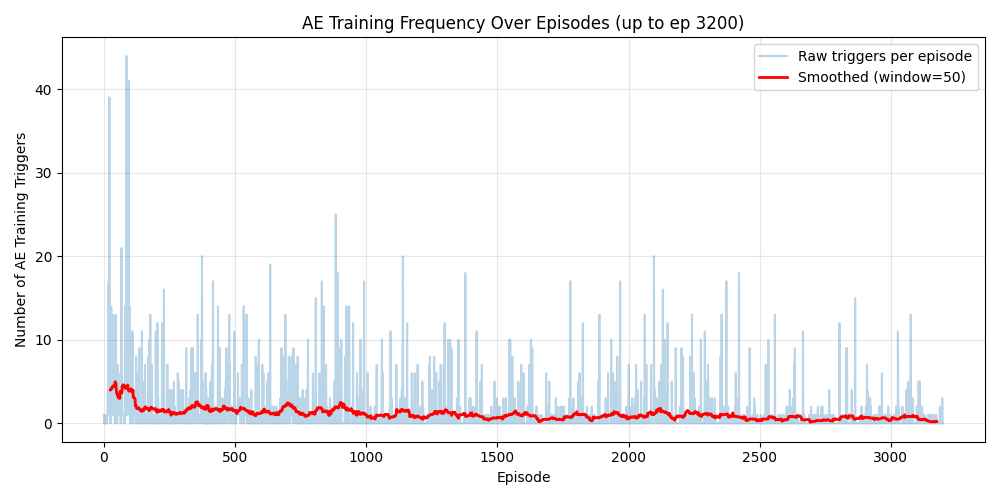 AE Training Frequency Over Episodes (up to ep 3200)
Raw triggers per episode
Smoothed (window=50)
Number of AE Training Triggers
40
30
20
10
0
0 500 1000 1500 2000 2500 3000
Episode